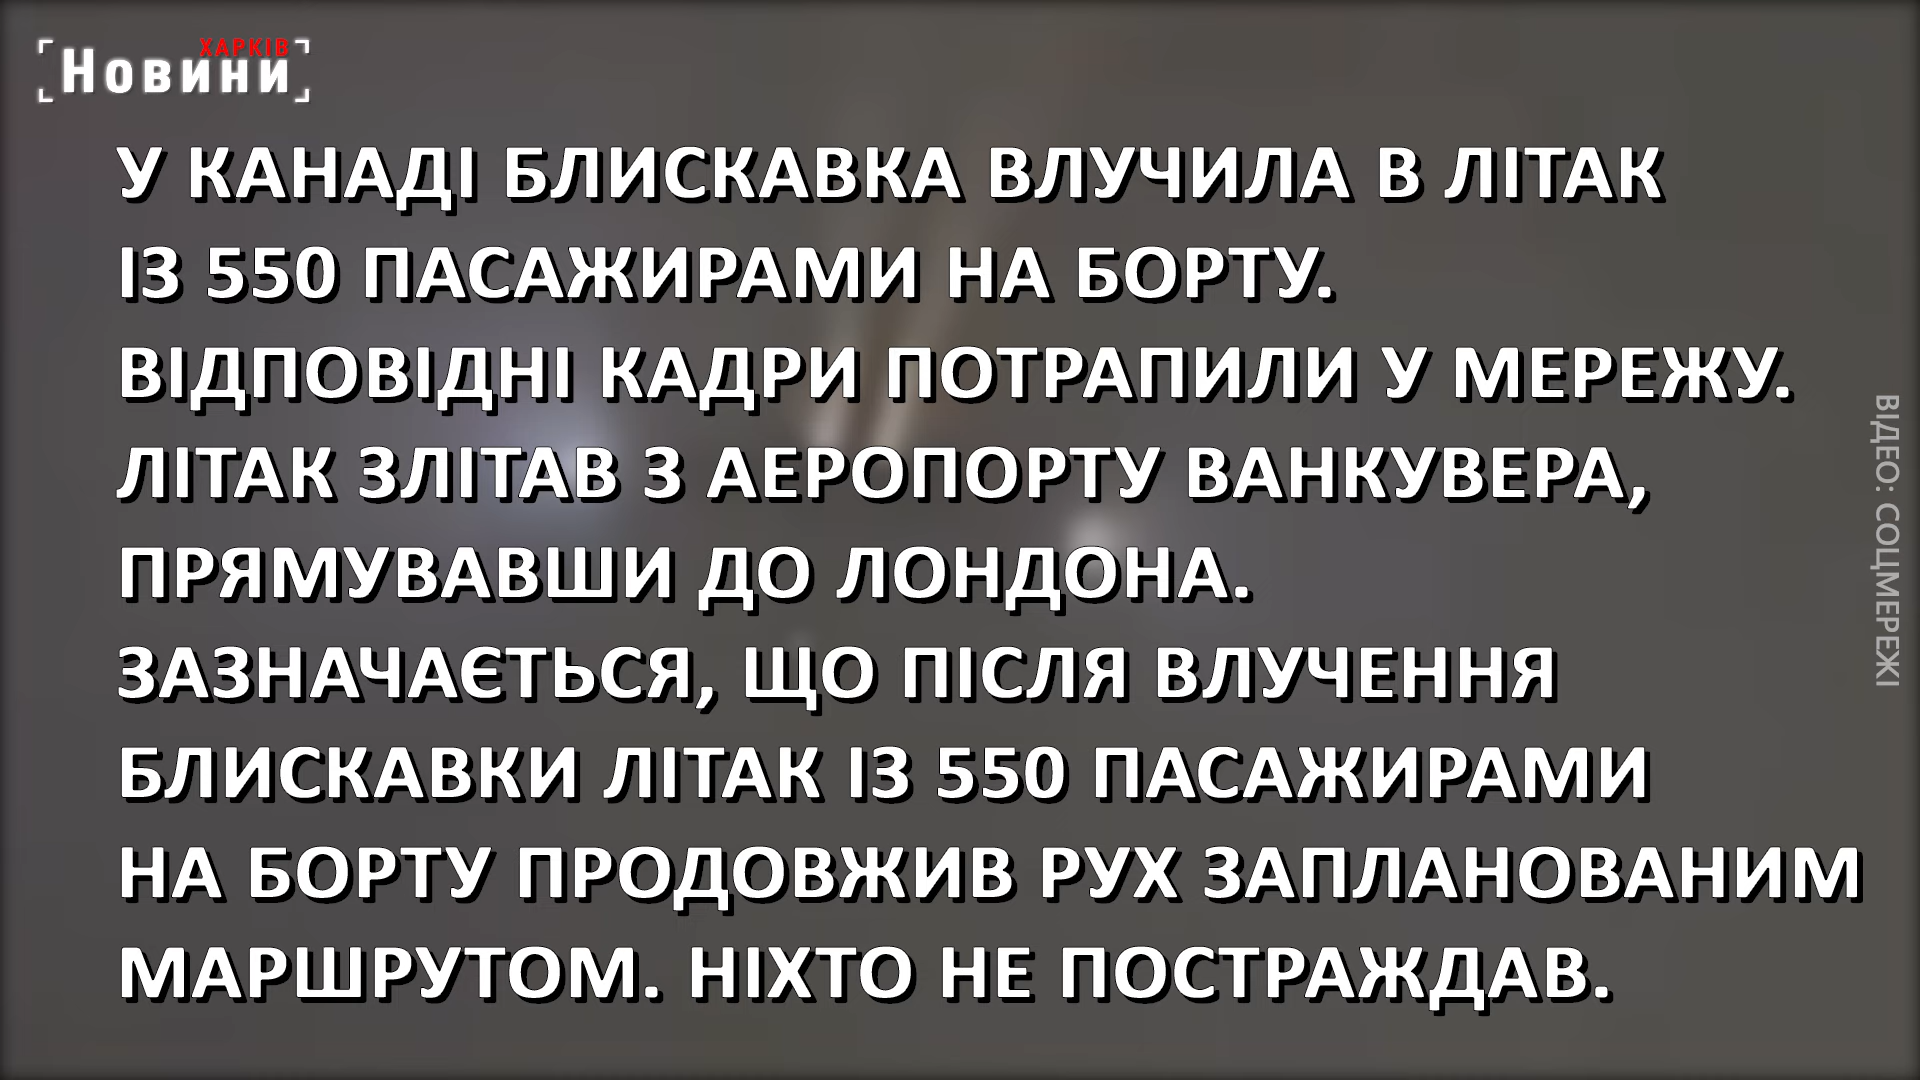 ХАРКІВ
Новини
У КАНАДІ БЛИСКАВКА ВЛУЧИЛА В ЛІТАК
ІЗ 550 ПАСАЖИРАМИ НА БОРТУ.
ВІДПОВІДНІ КАДРИ ПОТРАПИЛИ У МЕРЕЖУ.
ЛІТАК ЗЛІТАВ З АЕРОПОРТУ ВАНКУВЕРА,
ПРЯМУВАВШИ ДО ЛОНДОНА.
ЗАЗНАЧАЄТЬСЯ, ЩО ПІСЛЯ ВЛУЧЕННЯ
БЛИСКАВКИ ЛІТАК ІЗ 550 ПАСАЖИРАМИ
НА БОРТУ ПРОДОВЖИВ РУХ ЗАПЛАНОВАНИМ
МАРШРУТОМ. НІХТО НЕ ПОСТРАЖДАВ.
ВІДЕО: СОЦМЕРЕЖІ